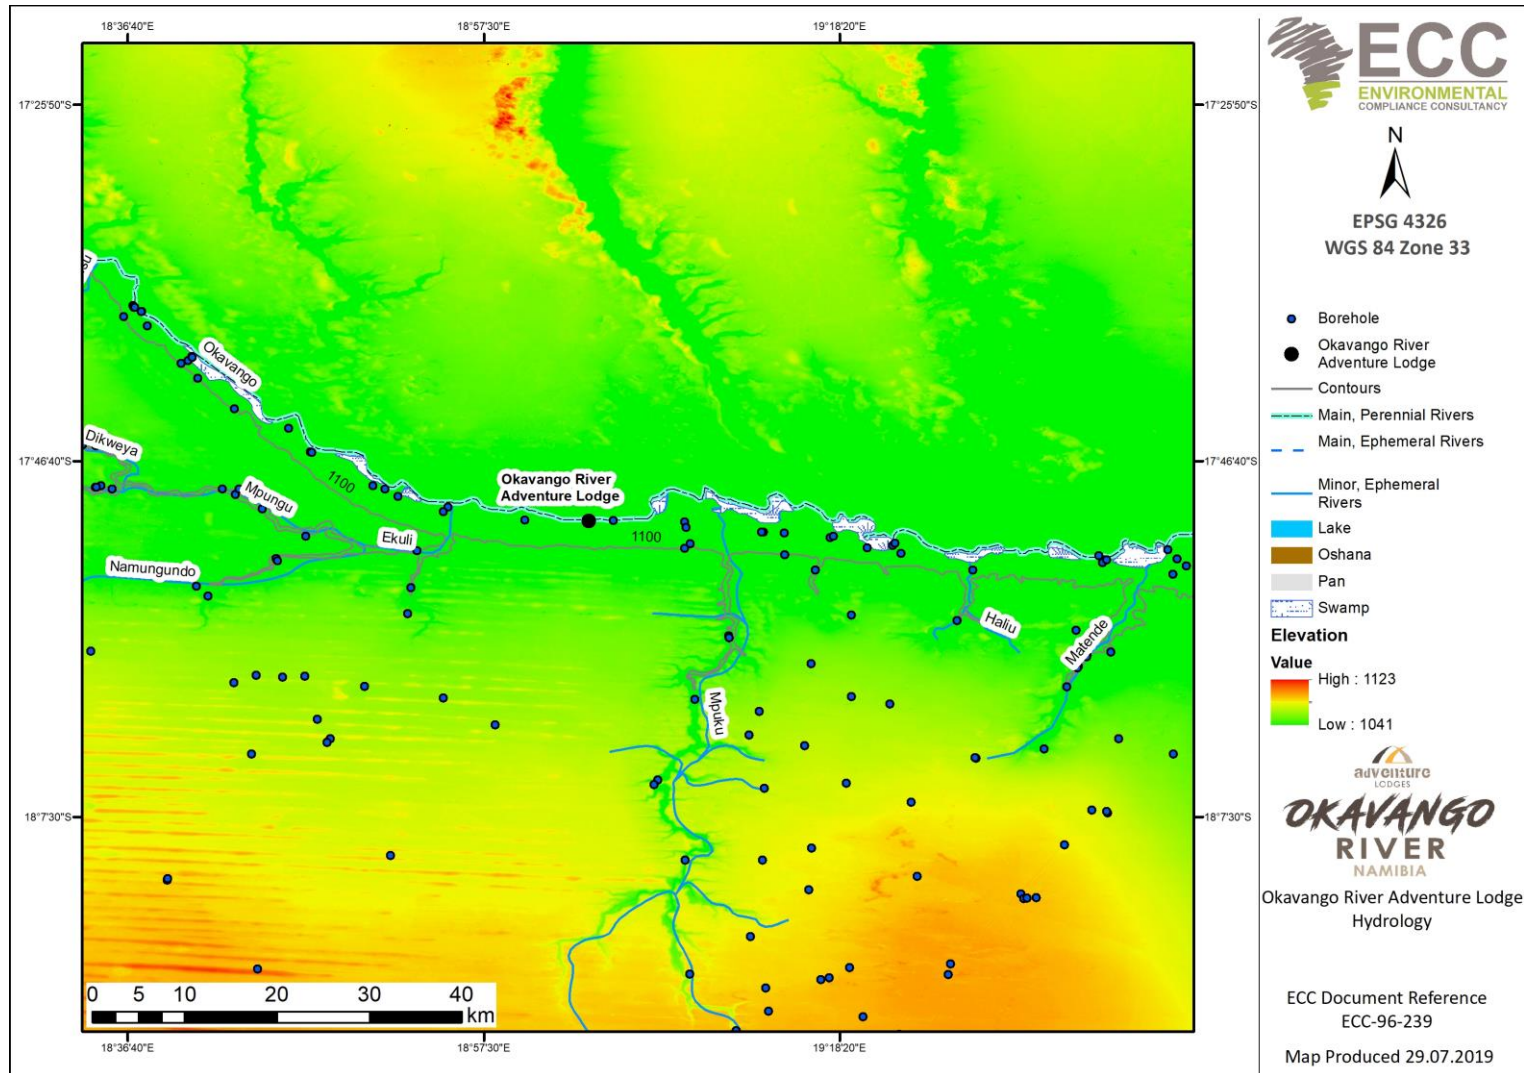 18°36'40"E
18°57'30"E
19°18'20"E
17°25'50"S
17°25'50"S
Okavango
Dikweya
17°46'40"S
17°46'40"S
1100
Mpungu
Okavango River
Adventure Lodge
Ekuli
1100
Namungundo
Haliu
Matende
Mpuku
18°7'30"S
18°7'30"S
0 5 10 20 30 40
km
18°36'40"E
18°57'30"E
19°18'20"E
ECC
ENVIRONMENTAL
COMPLIANCE CONSULTANCY
N
EPSG 4326
WGS 84 Zone 33
Borehole
Okavango River
Adventure Lodge
Contours
Main, Perennial Rivers
Main, Ephemeral Rivers
Minor, Ephemeral
Rivers
Lake
Oshana
Pan
Swamp
Elevation
Value
High : 1123
Low : 1041
adventure
LODGES
OKAVANGO
RIVER
NAMIBIA
Okavango River Adventure Lodge
Hydrology
ECC Document Reference
ECC-96-239
Map Produced 29.07.2019